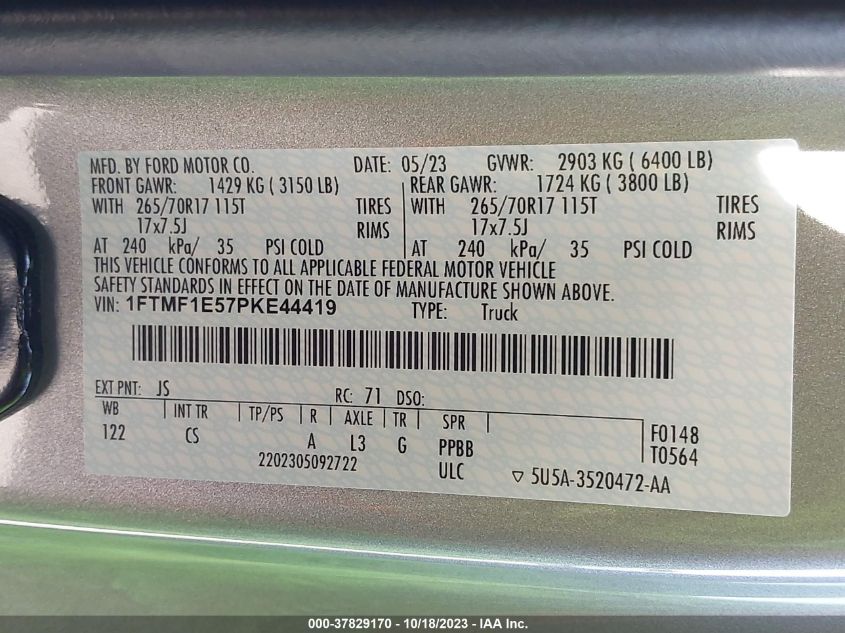 MFD. BY FORD MOTOR CO. DATE: 05/23 GVWR: 2903 KG ( 6400 LB)
FRONT GAWR: 1429 KG ( 3150 LB) REAR GAWR: 1724 KG ( 3800 LB)
WITH 265/70R17 115T TIRES WITH 265/70R17 115T TIRES
17x7.5J RIMS 17x7.5J RIMS
AT 240 kPa/ 35 PSI COLD AT 240 kPa/ 35 PSI COLD
THIS VEHICLE CONFORMS TO ALL APPLICABLE FEDERAL MOTOR VEHICLE
SAFETY STANDARDS IN EFFECT ON THE DATE OF MANUFACTURE SHOWN ABOVE.
VIN: 1FTMF1E57PKE44419 TYPE: Truck
EXT PNT: JS RC: 71 DSO:
WB INT TR TP/PS R AXLE TR SPR F0148
122 CS A L3 G PPBB T0564
2202305092722 ULC ▽ 5U5A-3520472-AA
000-37829170 - 10/18/2023 - IAA Inc.